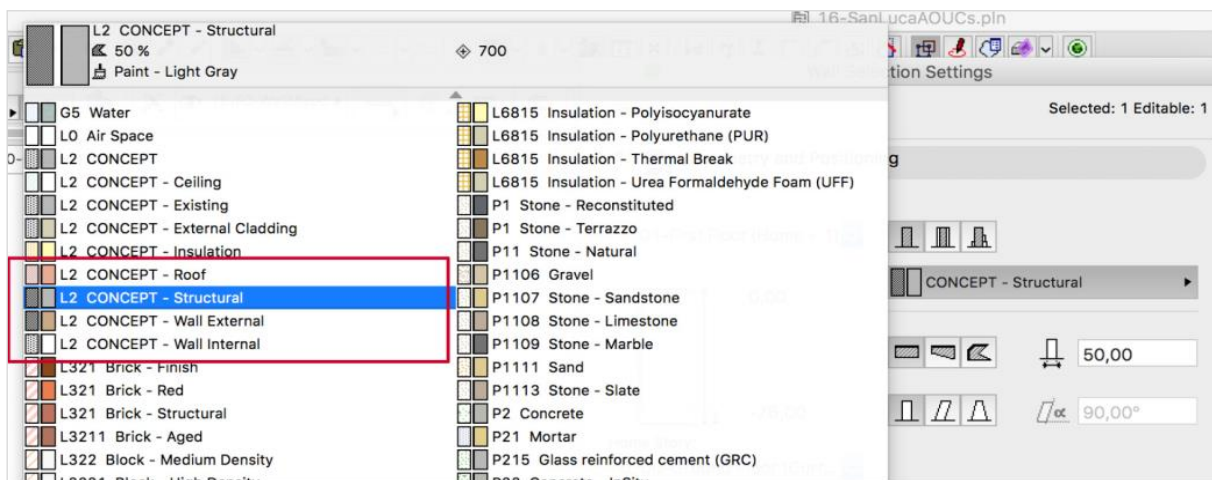 16-SanLucaAOUCs.pln
L2 CONCEPT - Structural
50 %
700
Paint - Light Gray
Selection Settings
Selected: 1 Editable: 1
G5 Water
L0 Air Space
L2 CONCEPT
L2 CONCEPT - Ceiling
L2 CONCEPT - Existing
L2 CONCEPT - External Cladding
L2 CONCEPT - Insulation
L2 CONCEPT - Roof
L2 CONCEPT - Structural
L2 CONCEPT - Wall External
L2 CONCEPT - Wall Internal
L321 Brick - Finish
L321 Brick - Red
L321 Brick - Structural
L3211 Brick - Aged
L322 Block - Medium Density
L6815 Insulation - Polyisocyanurate
L6815 Insulation - Polyurethane (PUR)
L6815 Insulation - Thermal Break
L6815 Insulation - Urea Formaldehyde Foam (UFF)
P1 Stone - Reconstituted
P1 Stone - Terrazzo
P11 Stone - Natural
P1106 Gravel
P1107 Stone - Sandstone
P1108 Stone - Limestone
P1109 Stone - Marble
P1111 Sand
P1113 Stone - Slate
P2 Concrete
P21 Mortar
P215 Glass reinforced cement (GRC)
CONCEPT - Structural
50,00
α 90,00°